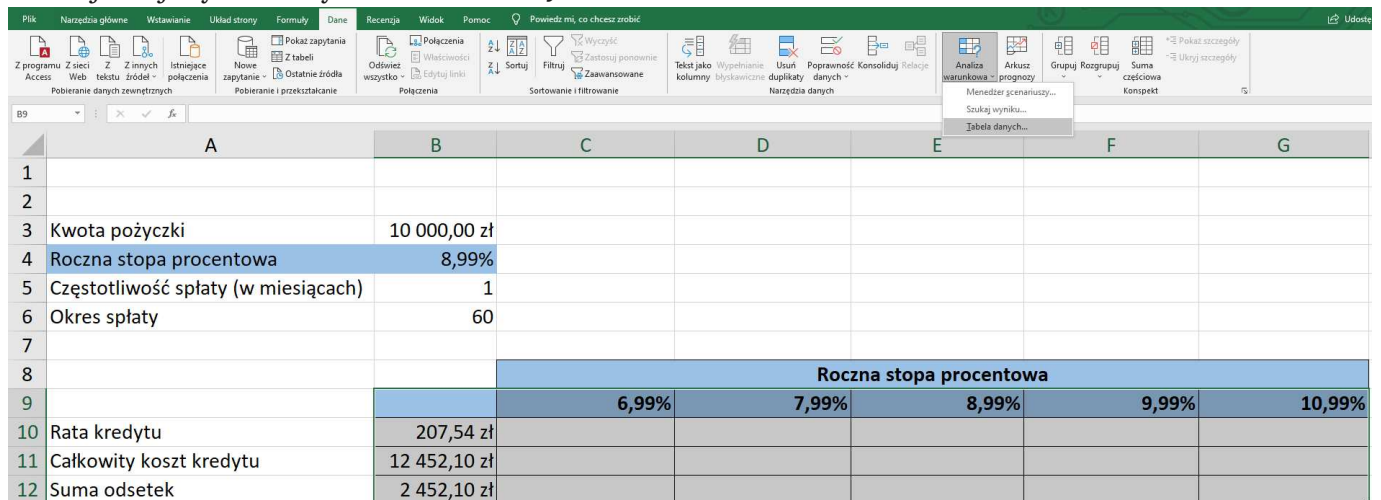 Plik Narzędzia główne Wstawianie Układ strony Formuły Dane Recenzja Widok Pomoc Powiedz mi, co chcesz zrobić Udostę
Z programu Access
Z sieci Web
Z tekstu
Z innych źródeł
Istniejące połączenia
Pobieranie danych zewnętrznych
Nowe zapytanie
Pokaż zapytania
Z tabeli
Ostatnie źródła
Pobieranie i przekształcanie
Odśwież wszystko
Połączenia
Właściwości
Edytuj linki
Połączenia
Sortuj
Filtruj
Wyczyść
Zastosuj ponownie
Zaawansowane
Sortowanie i filtrowanie
Tekst jako kolumny
Wypełnianie błyskawiczne
Usuń duplikaty
Poprawność danych
Konsoliduj
Relacje
Narzędzia danych
Analiza warunkowa
Arkusz prognozy
Menedżer scenariuszy...
Szukaj wyniku...
Tabela danych...
Grupuj
Rozgrupuj
Suma częściowa
Pokaż szczegóły
Ukryj szczegóły
Konspekt
B9 fx
A B C D E F G
1
2
3 Kwota pożyczki 10 000,00 zł
4 Roczna stopa procentowa 8,99%
5 Częstotliwość spłaty (w miesiącach) 1
6 Okres spłaty 60
7
8 Roczna stopa procentowa
9 6,99% 7,99% 8,99% 9,99% 10,99%
10 Rata kredytu 207,54 zł
11 Całkowity koszt kredytu 12 452,10 zł
12 Suma odsetek 2 452,10 zł